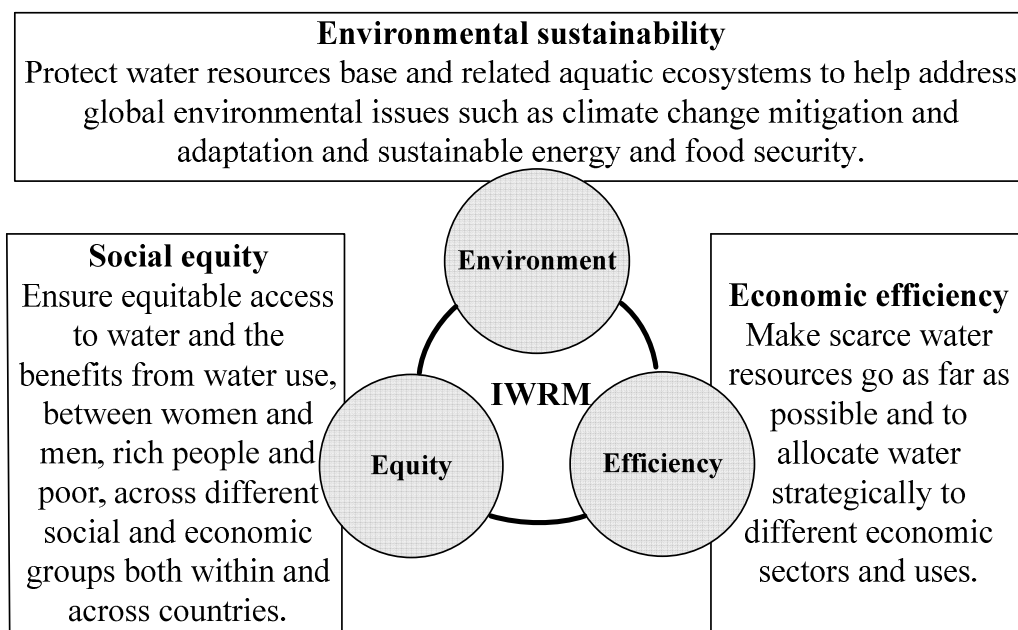 Environmental sustainability
Protect water resources base and related aquatic ecosystems to help address
global environmental issues such as climate change mitigation and
adaptation and sustainable energy and food security.
Social equity
Ensure equitable access
to water and the
benefits from water use,
between women and
men, rich people and
poor, across different
social and economic
groups both within and
across countries.
Environment
IWRM
Equity
Efficiency
Economic efficiency
Make scarce water
resources go as far as
possible and to
allocate water
strategically to
different economic
sectors and uses.